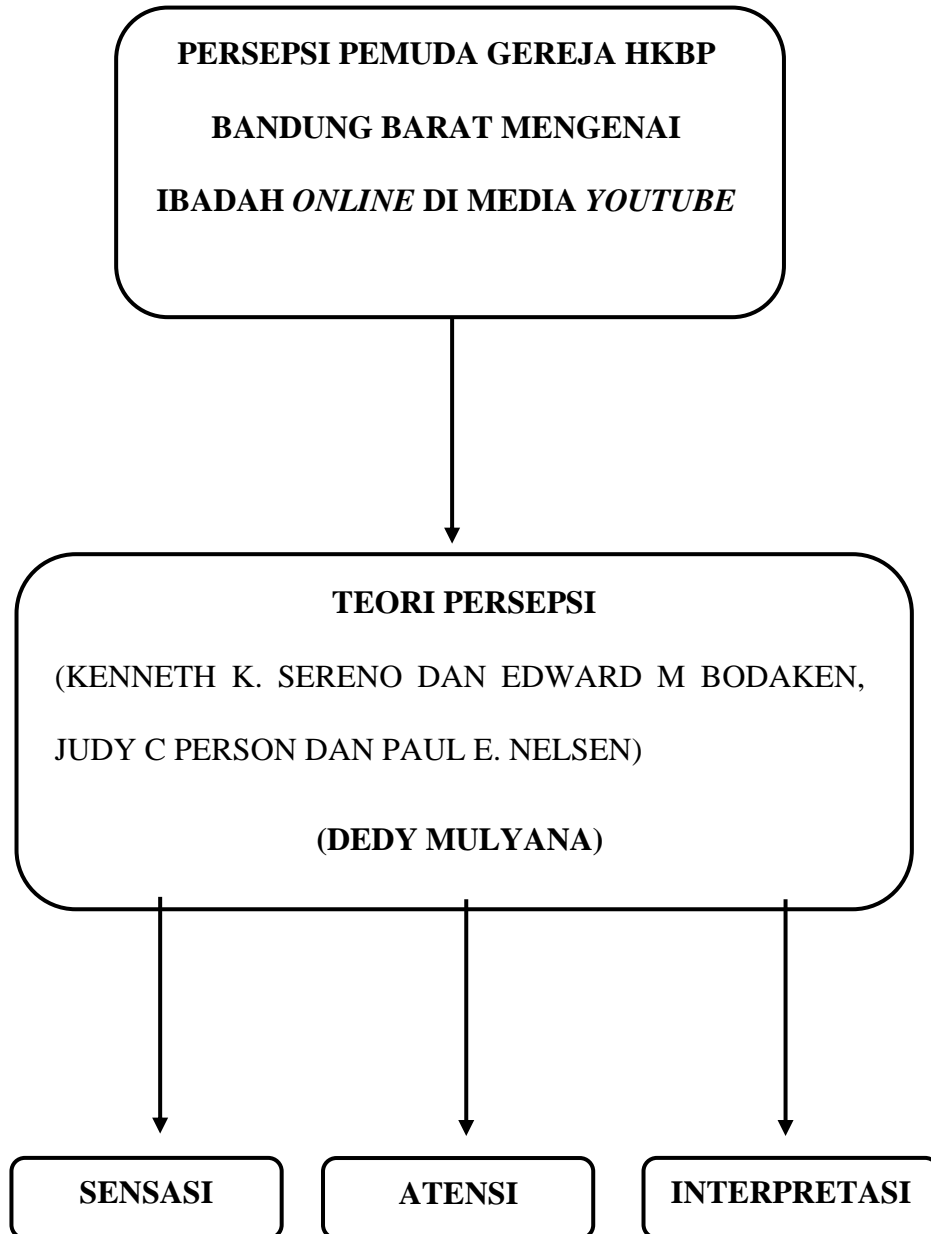 PERSEPSI PEMUDA GEREJA HKBP
BANDUNG BARAT MENGENAI
IBADAH ONLINE DI MEDIA YOUTUBE
TEORI PERSEPSI
(KENNETH K. SERENO DAN EDWARD M BODAKEN,
JUDY C PERSON DAN PAUL E. NELSEN)
(DEDY MULYANA)
SENSASI
ATENSI
INTERPRETASI